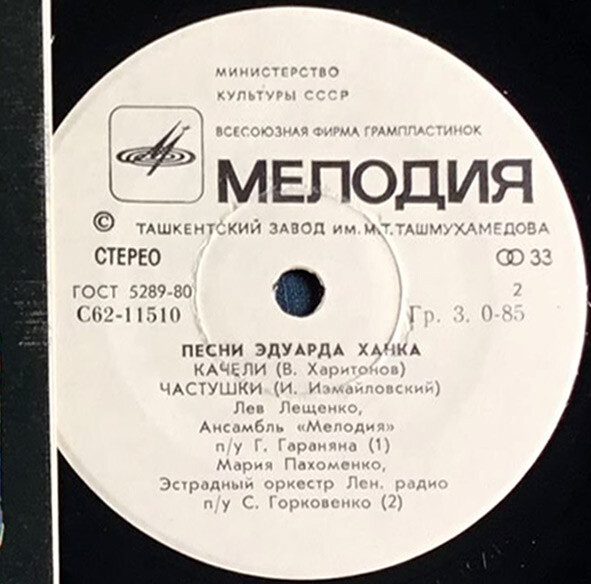 МИНИСТЕРСТВО
КУЛЬТУРЫ СССР
ВСЕСОЮЗНАЯ ФИРМА ГРАМПЛАСТИНОК
МЕЛОДИЯ
© ТАШКЕНТСКИЙ ЗАВОД ИМ.М.Т.ТАШМУХАМЕДОВА
СТЕРЕО 33
ГОСТ 5289-80 2
С62-11510 Гр. 3. 0-85
ПЕСНИ ЭДУАРДА ХАНКА
КАЧЕЛИ (В. Харитонов)
ЧАСТУШКИ (И. Измайловский)
Лев Лещенко,
Ансамбль «Мелодия»
п/у Г. Гараняна (1)
Мария Пахоменко,
Эстрадный оркестр Лен. радио
п/у С. Горковенко (2)